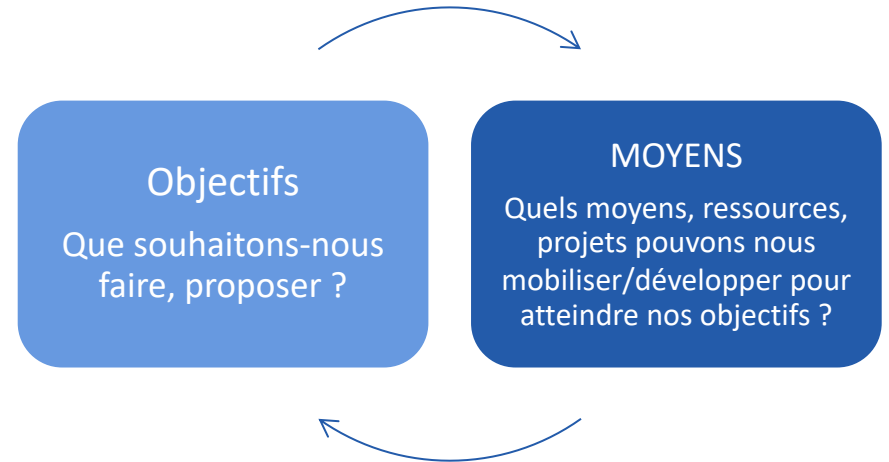 Objectifs
Que souhaitons-nous
faire, proposer ?
MOYENS
Quels moyens, ressources,
projets pouvons nous
mobiliser/développer pour
atteindre nos objectifs ?